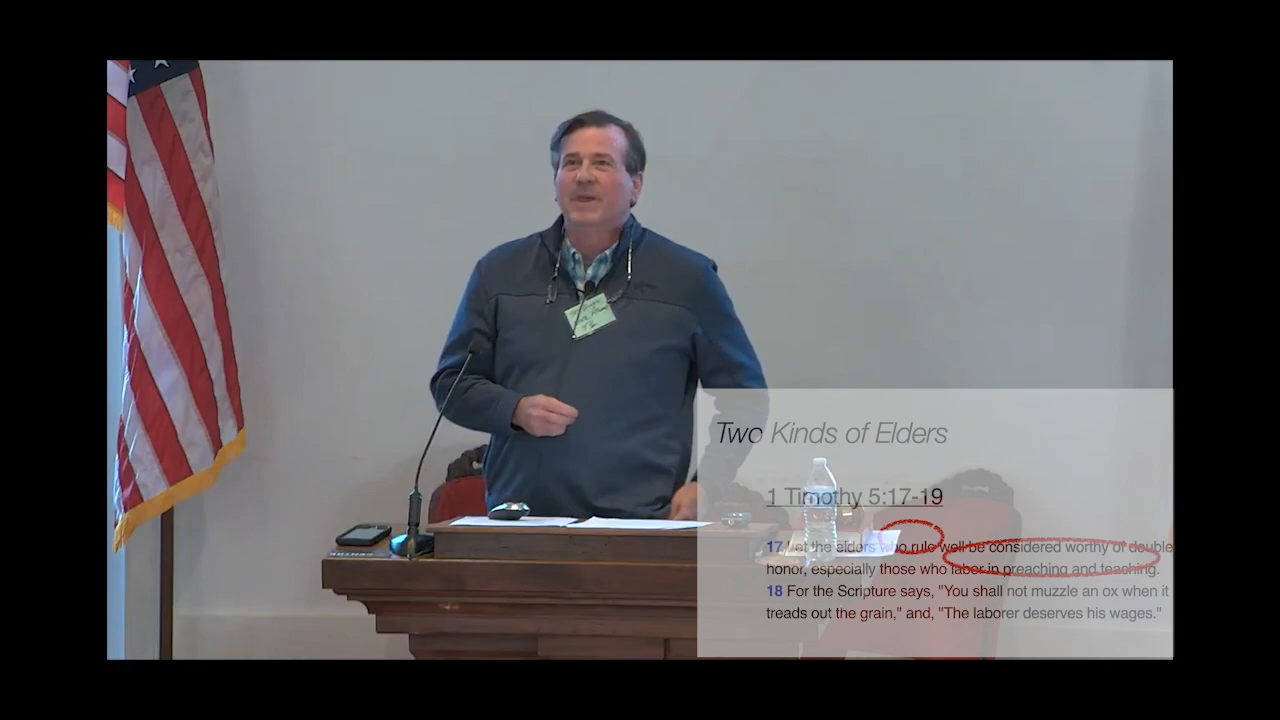 Two Kinds of Elders
1 Timothy 5:17-19
17 Let the elders who rule well be considered worthy of double
honor, especially those who labor in preaching and teaching.
18 For the Scripture says, "You shall not muzzle an ox when it
treads out the grain," and, "The laborer deserves his wages."